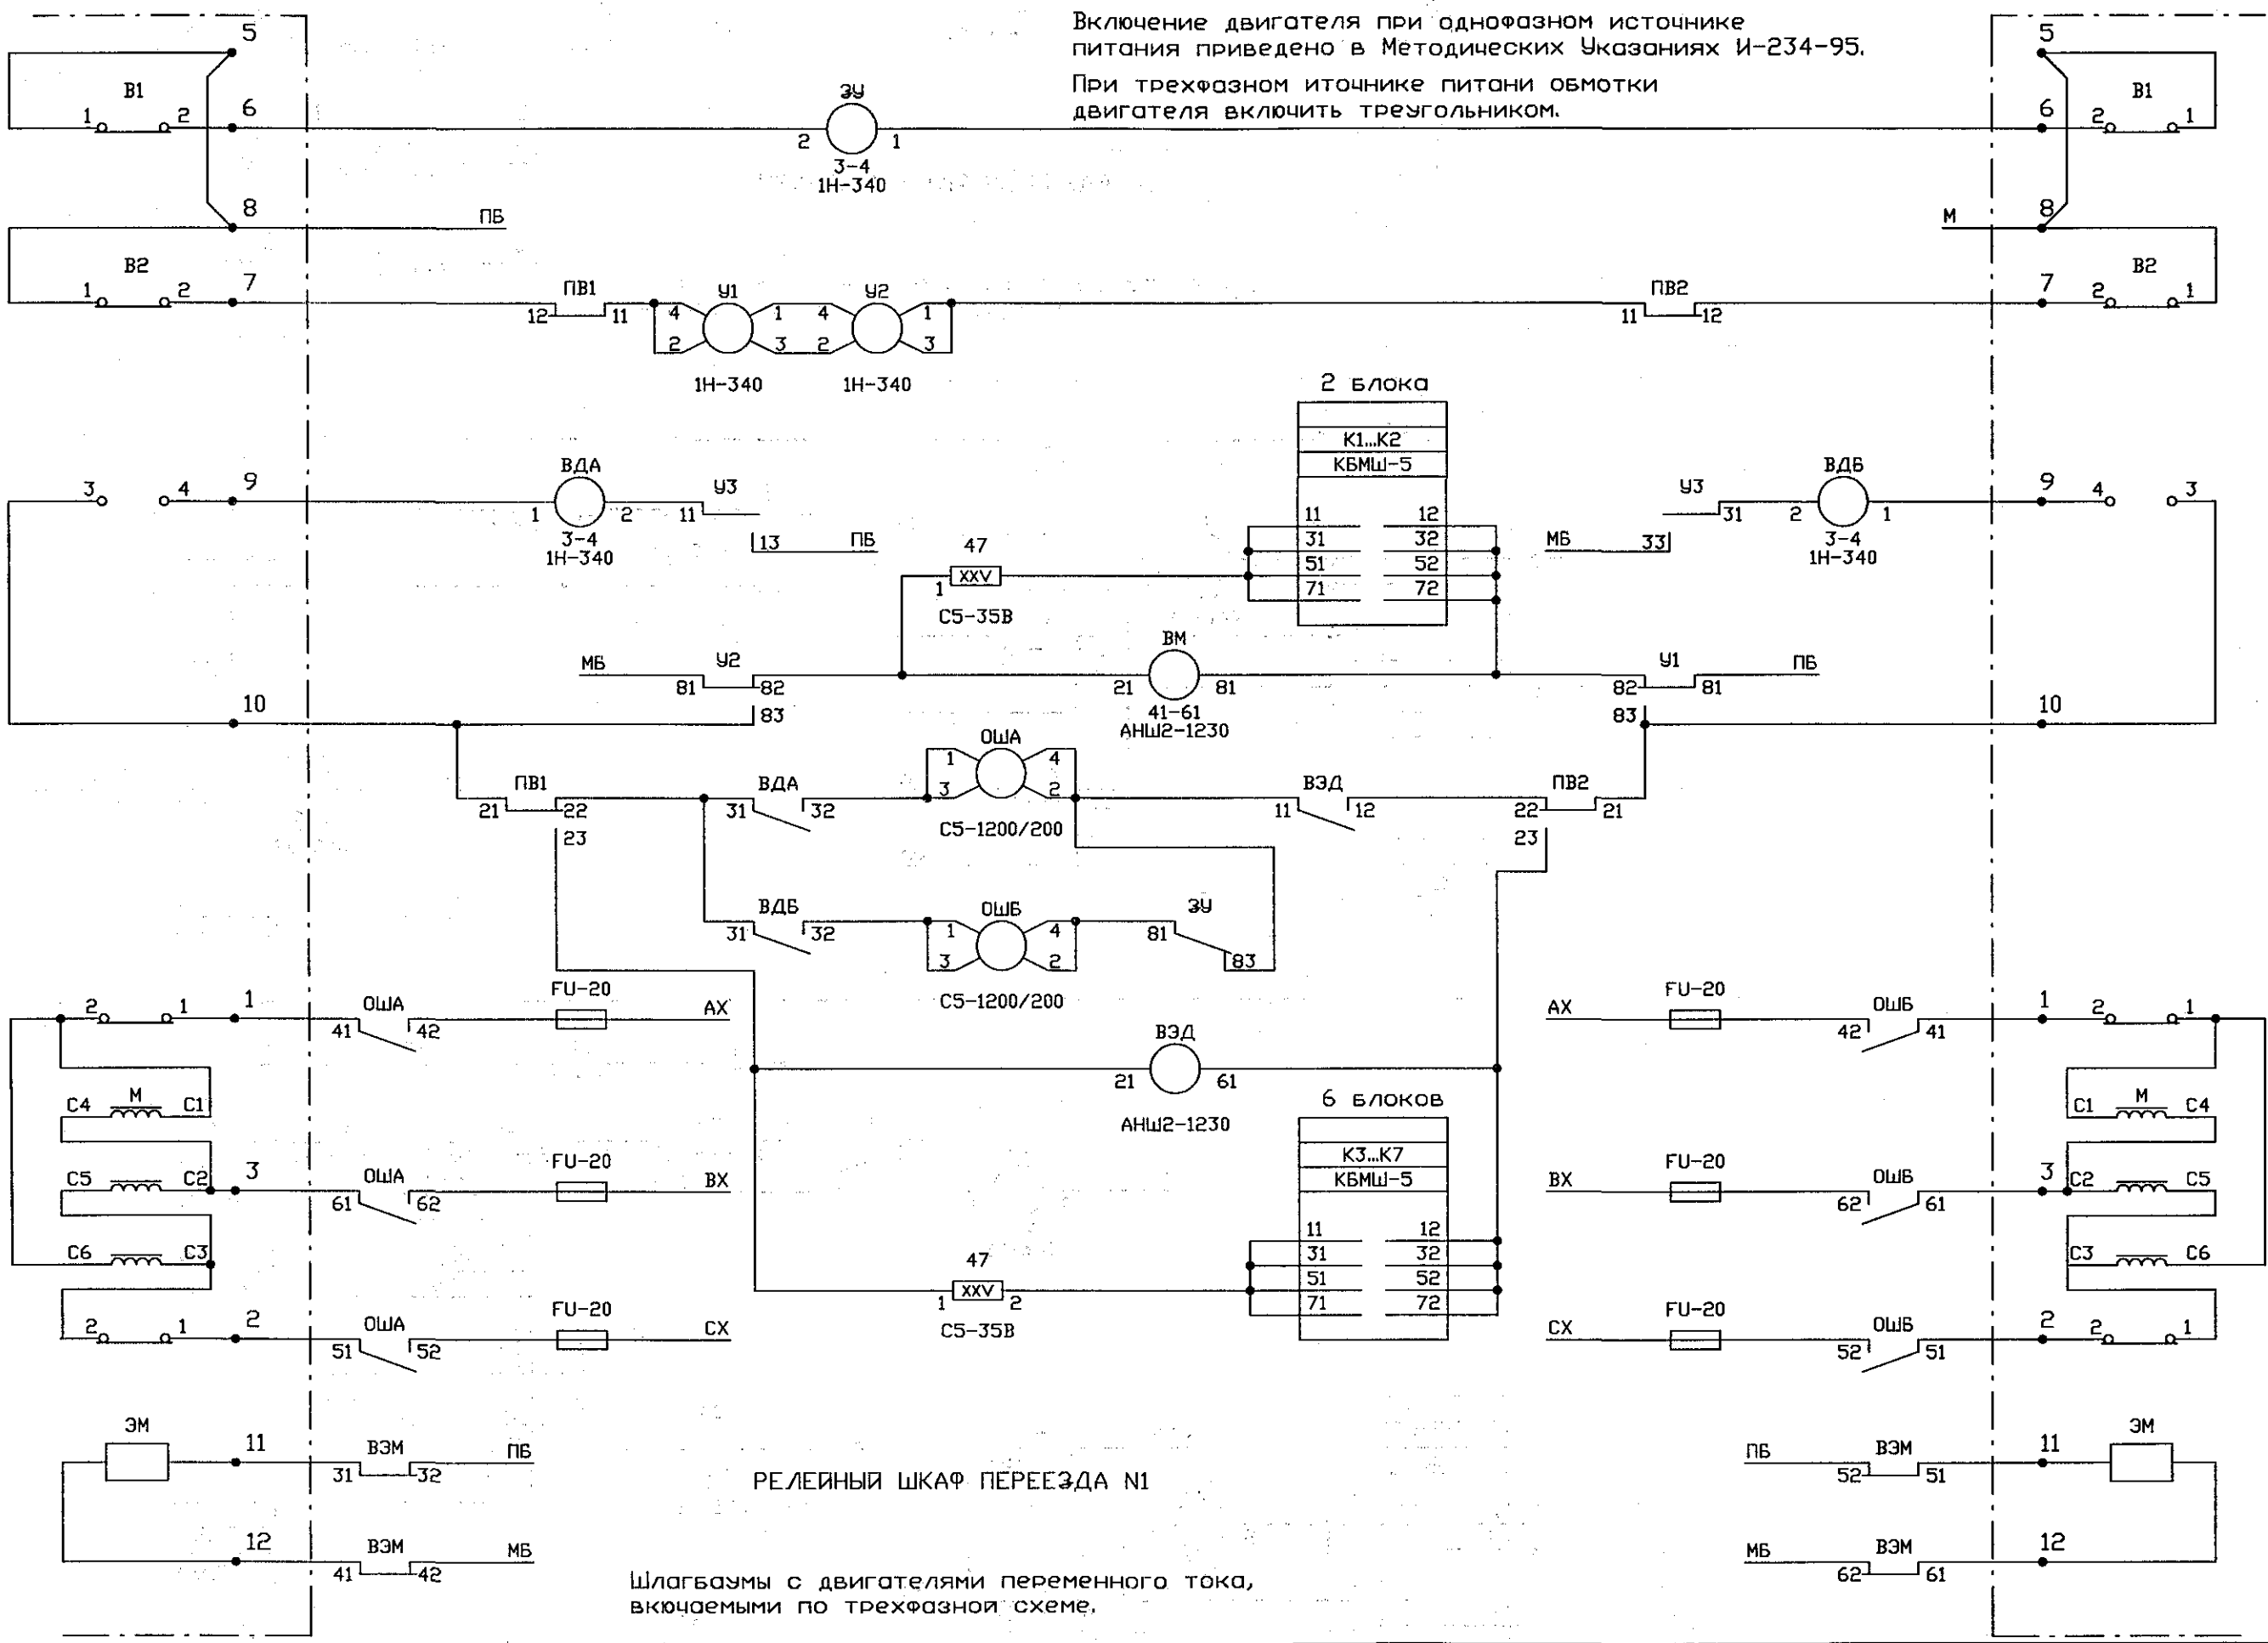 Включение двигателя при однофазном источнике
питания приведено в Методических Указаниях И-234-95.
При трехфазном иточнике питани обмотки
двигателя включить треугольником.
5
5
В1
ЗУ
В1
1 2 6
6 2 1
2 1
3-4
1Н-340
8 ПБ
М 8
В2
ПВ1 У1 У2
ПВ2
В2
1 2 7
12 11 4 1 4 1
11 12
7 2 1
2 3 2 3
1Н-340 1Н-340
2 блока
К1...К2
КБМШ-5
ВДА
У3
У3
ВДБ
3 4 9
1 2 11
31 2 1
9 4 3
3-4
1Н-340
13 ПБ
МБ 33
3-4
1Н-340
11 12
31 32
51 52
71 72
47
1 XXV
С5-35В
МБ У2
ВМ
У1 ПБ
81 82
21 81
82 81
83
83
41-61
АНШ2-1230
10
10
ОША
ПВ1 ВДА
1 4
3 2
ВЭД ПВ2
21 22 31 32
11 12 22 21
С5-1200/200
23
23
ВДБ ОШБ ЗУ
31 32
1 4
3 2
81 83
С5-1200/200
2 1 1 ОША FU-20 АХ
41 42
АХ FU-20 ОШБ 1 2 1
42 41
ВЭД
21 61
АНШ2-1230
С4 М С1
С1 М С4
6 блоков
К3...К7
КБМШ-5
С5 С2 3 ОША FU-20 ВХ
61 62
ВХ FU-20 ОШБ 3 С2 С5
62 61
11 12
31 32
51 52
71 72
С6 С3
С3 С6
47
1 XXV 2
С5-35В
2 1 2 ОША FU-20 СХ
51 52
СХ FU-20 ОШБ 2 2 1
52 51
ЭМ 11 ВЭМ ПБ
31 32
ПБ ВЭМ 11 ЭМ
52 51
РЕЛЕЙНЫЙ ШКАФ ПЕРЕЕЗДА N1
12 ВЭМ МБ
41 42
МБ ВЭМ 12
62 61
Шлагбаумы с двигателями переменного тока,
вкючаемыми по трехфазной схеме.